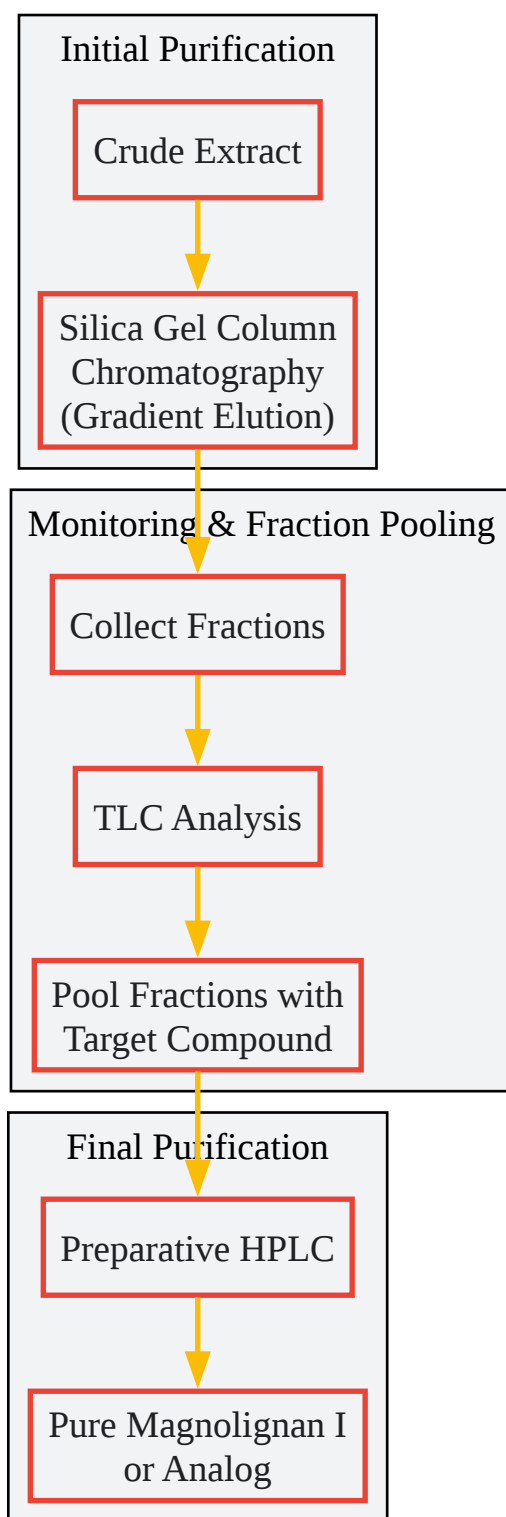 Initial Purification
Crude Extract
Silica Gel Column
Chromatography
(Gradient Elution)
Monitoring & Fraction Pooling
Collect Fractions
TLC Analysis
Pool Fractions with
Target Compound
Final Purification
Preparative HPLC
Pure Magnolignan I
or Analog